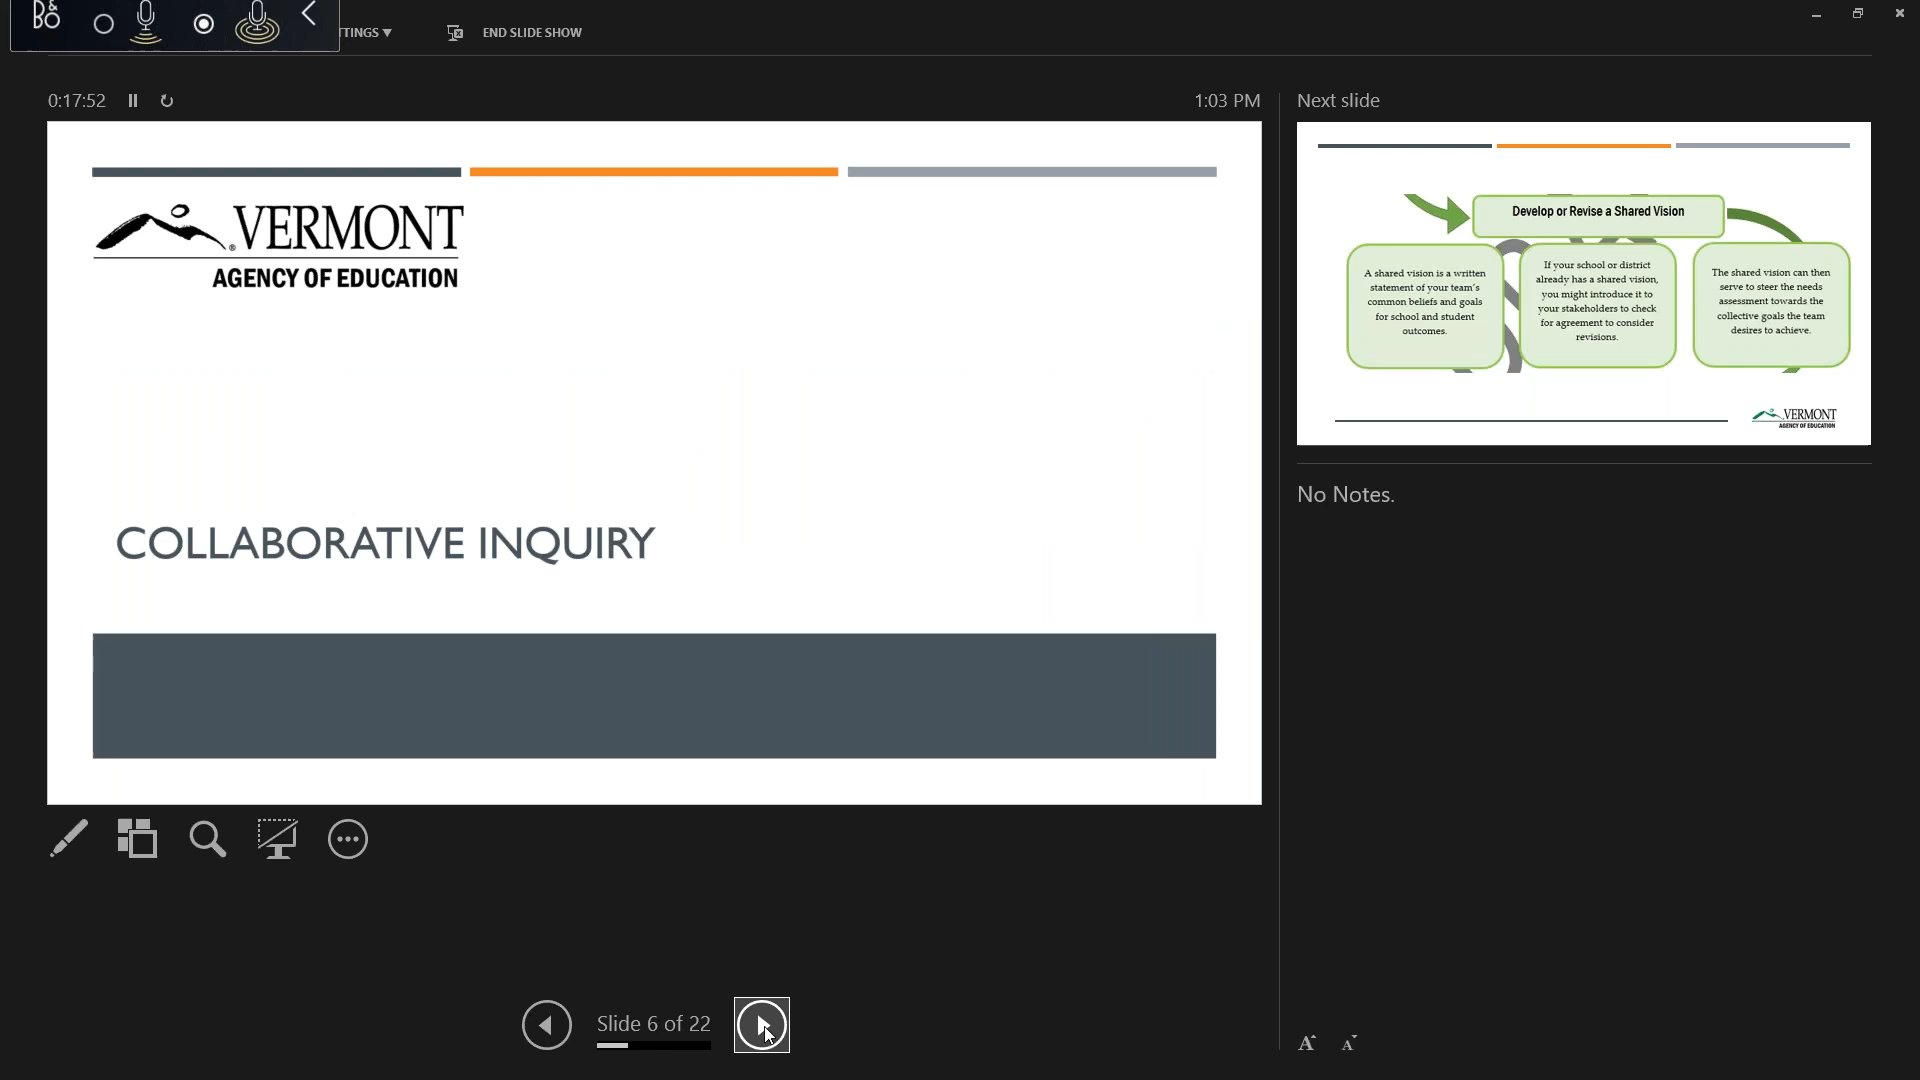 B&O
TTINGS ▼
END SLIDE SHOW
0:17:52
1:03 PM
Next slide
VERMONT
AGENCY OF EDUCATION
COLLABORATIVE INQUIRY
Develop or Revise a Shared Vision
A shared vision is a written
statement of your team's
common beliefs and goals
for school and student
outcomes.
If your school or district
already has a shared vision,
you might introduce it to
your stakeholders to check
for agreement to consider
revisions.
The shared vision can then
serve to steer the needs
assessment towards the
collective goals the team
desires to achieve.
VERMONT
AGENCY OF EDUCATION
No Notes.
Slide 6 of 22
A A